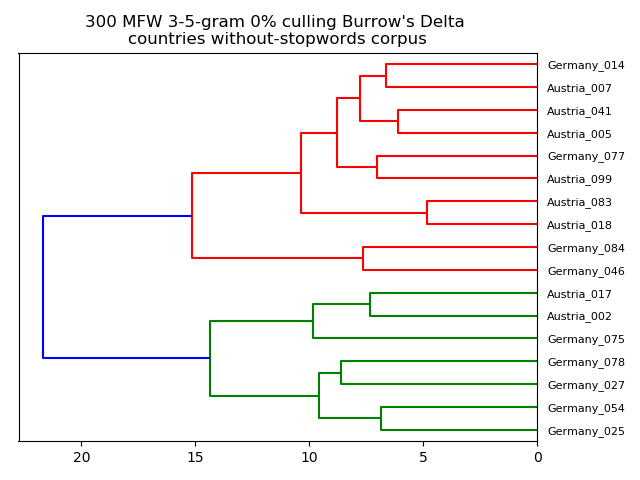 300 MFW 3-5-gram 0% culling Burrow's Delta
countries without-stopwords corpus
Germany_014
Austria_007
Austria_041
Austria_005
Germany_077
Austria_099
Austria_083
Austria_018
Germany_084
Germany_046
Austria_017
Austria_002
Germany_075
Germany_078
Germany_027
Germany_054
Germany_025
20 15 10 5 0